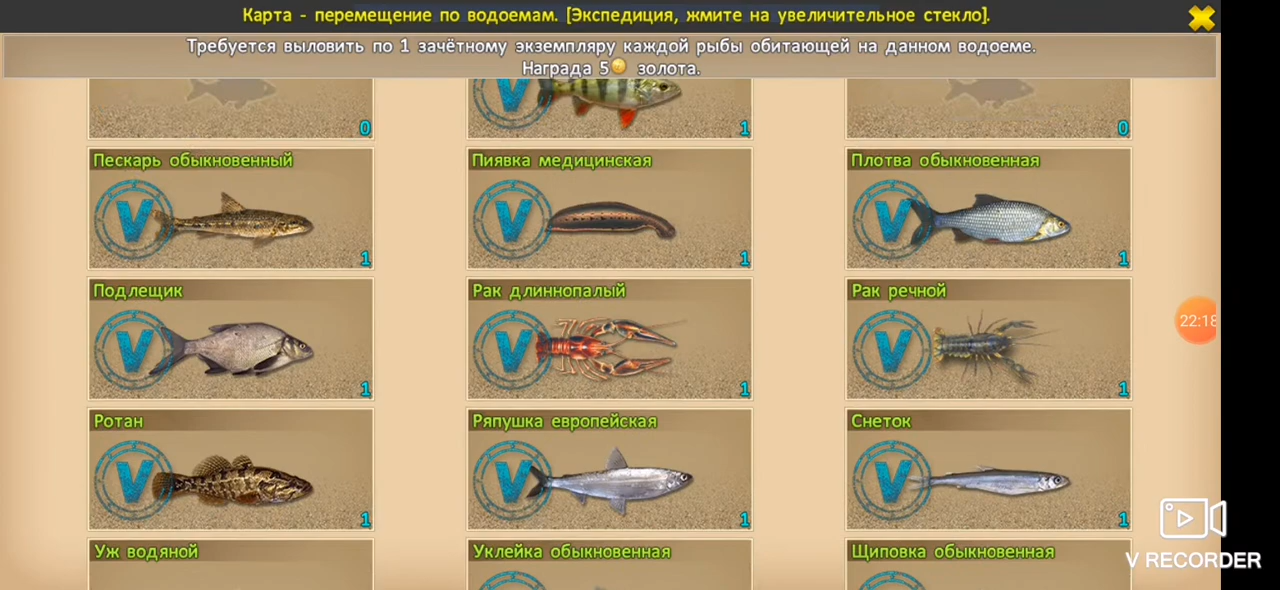 Карта - перемещение по водоемам. [Экспедиция, жмите на увеличительное стекло].
Требуется выловить по 1 зачётному экземпляру каждой рыбы обитающей на данном водоеме.
Награда 5 золота.
0
1
0
Пескарь обыкновенный
Пиявка медицинская
Плотва обыкновенная
V
V
V
1
1
1
Подлещик
Рак длиннопалый
Рак речной
V
V
V
1
1
1
22:18
Ротан
Ряпушка европейская
Снеток
V
V
V
1
1
1
V RECORDER
Уж водяной
Уклейка обыкновенная
Щиповка обыкновенная